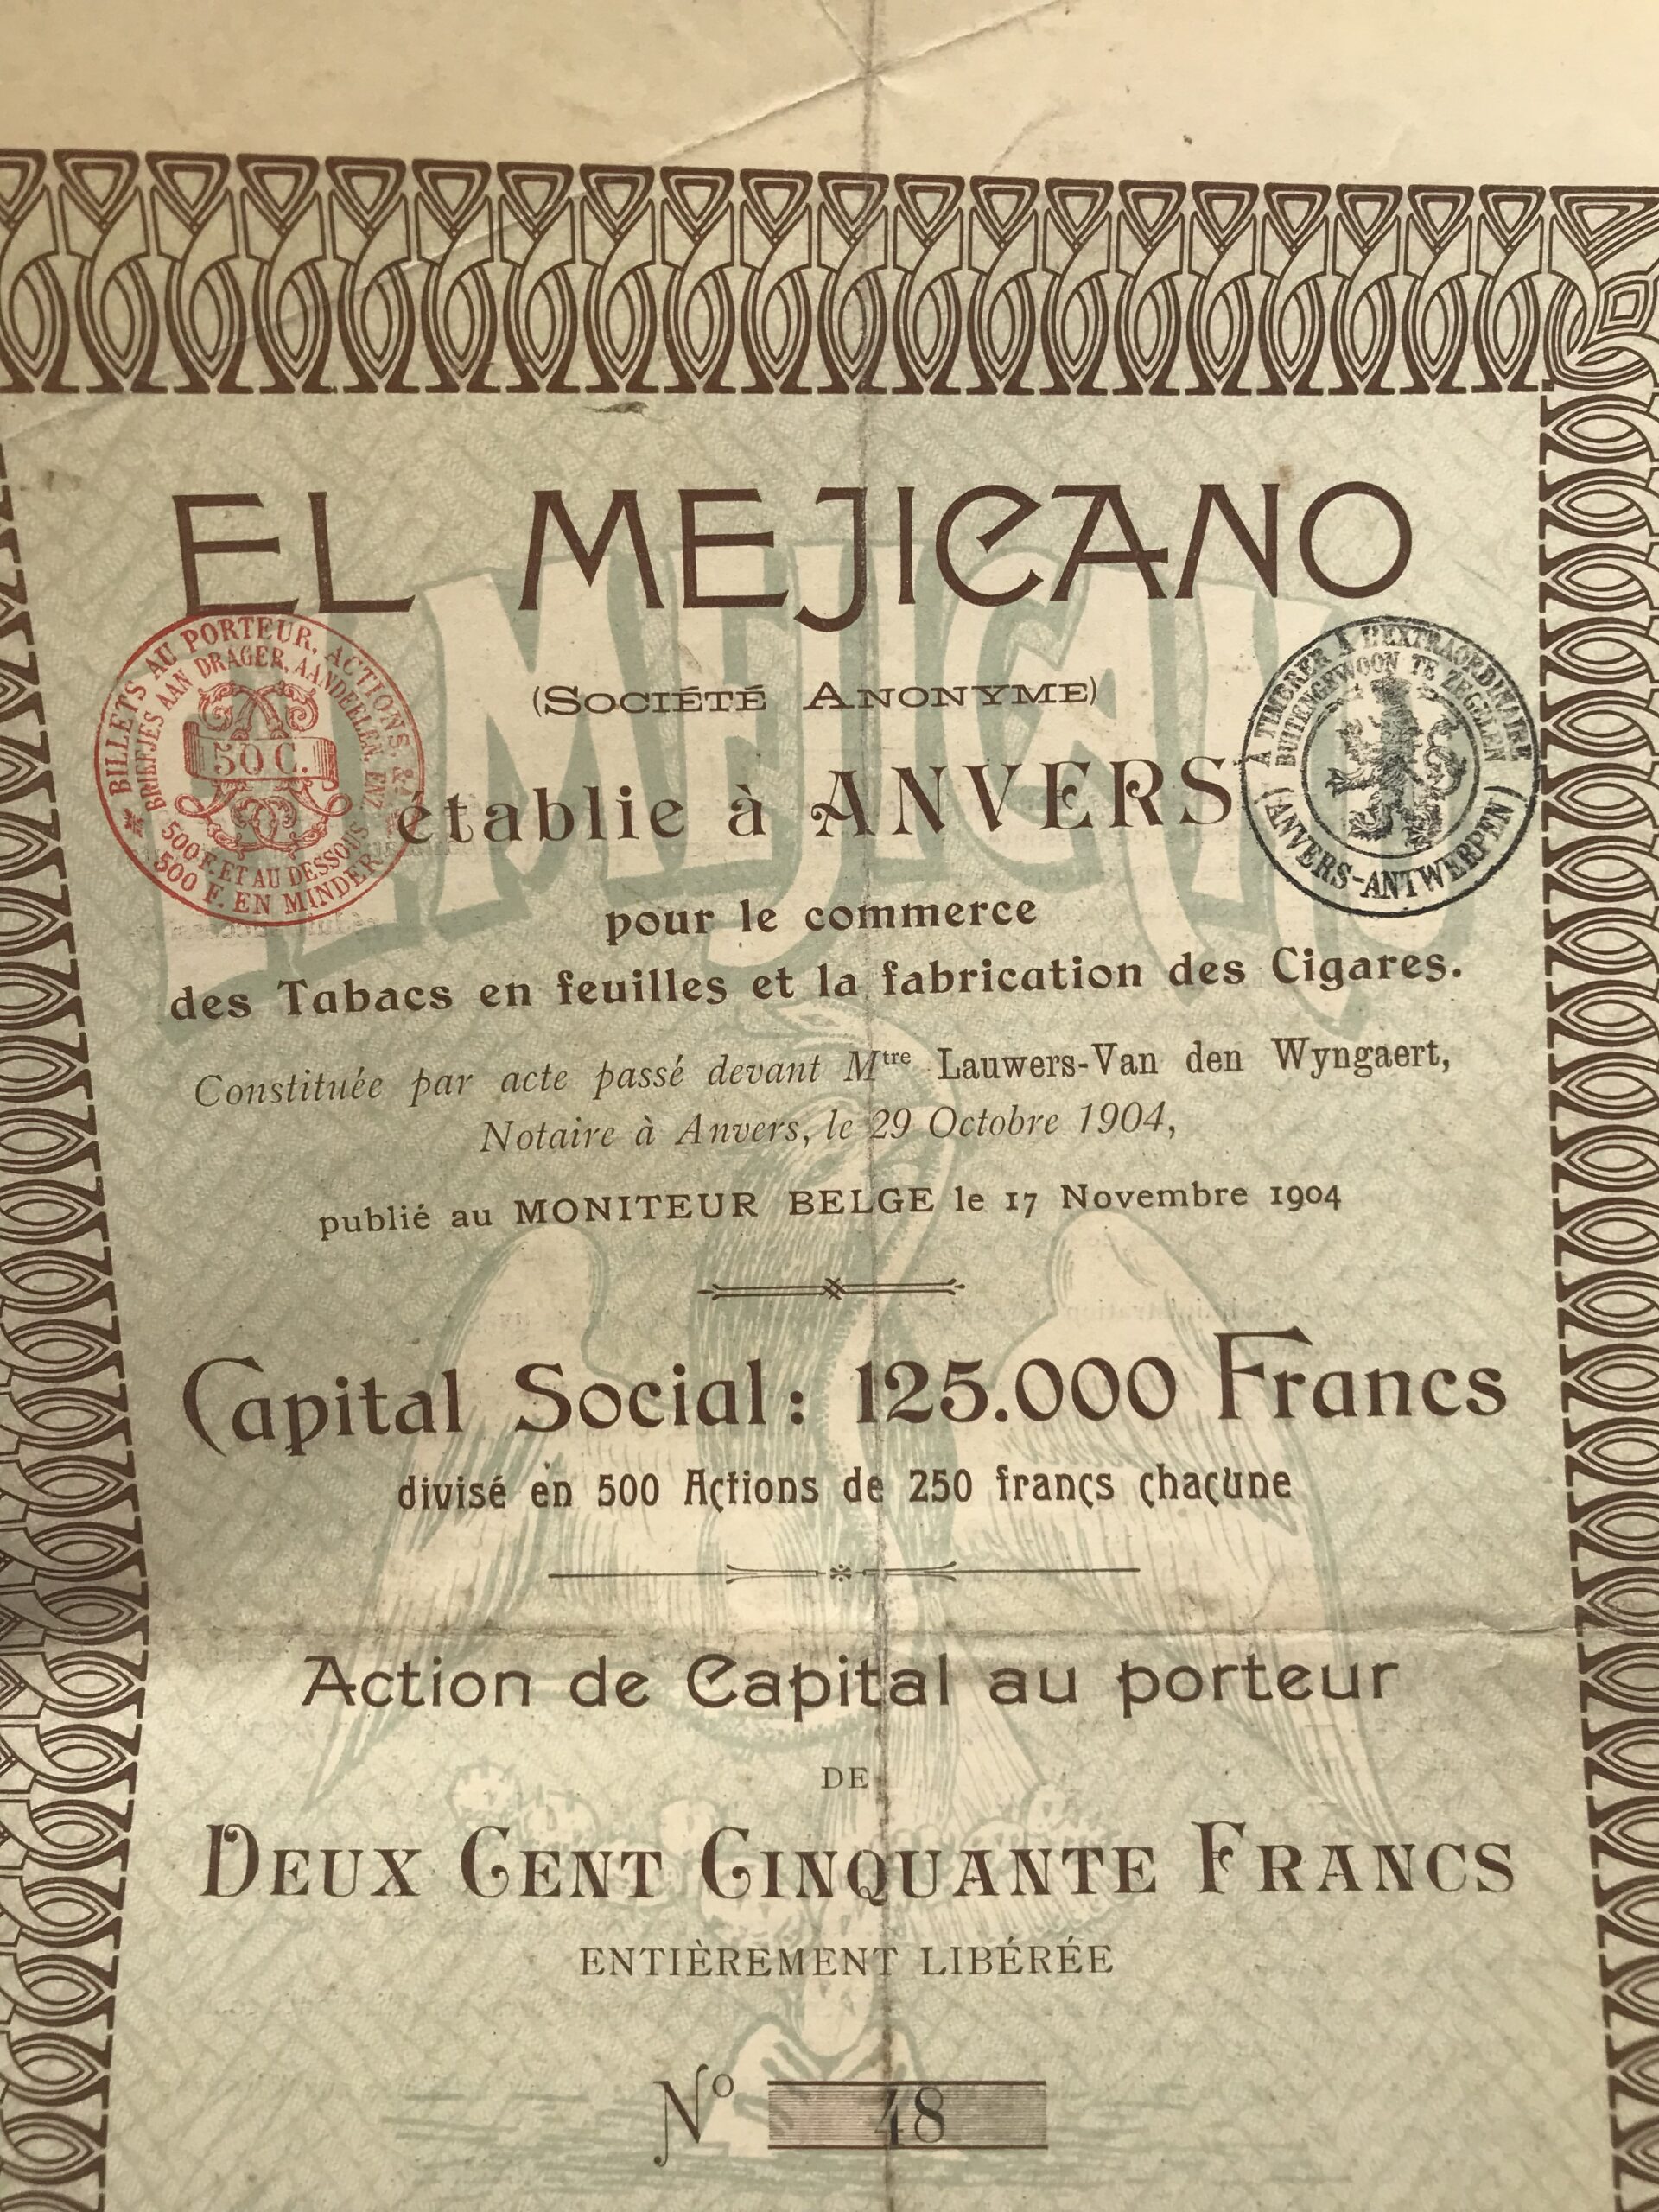 EL MEJICANO
BILLETS AU PORTEUR, ACTIONS &a
BRIEFJES AAN DRAGER, AANDEELEN, ENZ.
50 C.
500 F. ET AU DESSOUS
500 F. EN MINDER
A TIMBRER A L'EXTRAORDINAIRE
BUITENGEWOON TE ZEGELEN
(ANVERS-ANTWERPEN)
EL MEJICANO
(SOCIÉTÉ ANONYME)
établie à ANVERS
pour le commerce
des Tabacs en feuilles et la fabrication des Cigares.
Constituée par acte passé devant Mtre Lauwers-Van den Wyngaert,
Notaire à Anvers, le 29 Octobre 1904,
publié au MONITEUR BELGE le 17 Novembre 1904
Capital Social: 125.000 Francs
divisé en 500 Actions de 250 francs chacune
Action de Capital au porteur
DE
DEUX CENT CINQUANTE FRANCS
ENTIÈREMENT LIBÉRÉE
No 48